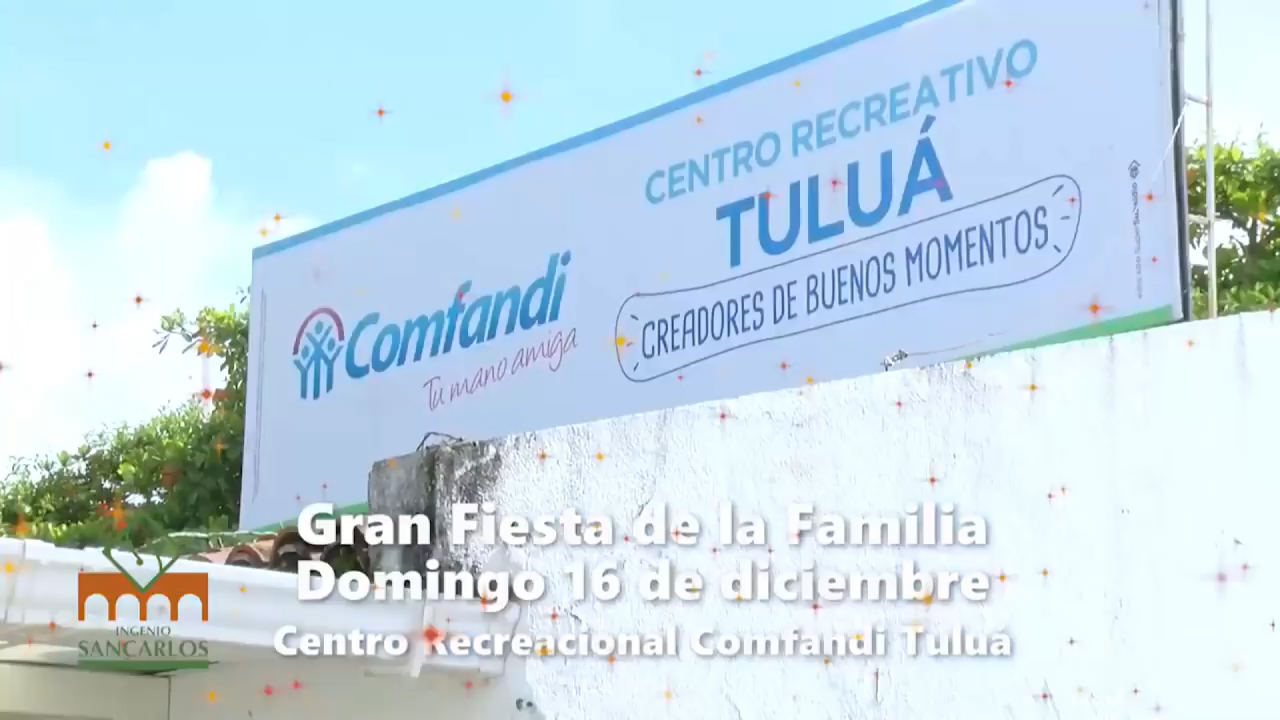 CENTRO RECREATIVO
TULUÁ
CREADORES DE BUENOS MOMENTOS
Comfandi
Tu mano amiga
Gran Fiesta de la Familia
Domingo 16 de diciembre
Centro Recreacional Comfandi Tuluá
INGENIO
SANCARLOS